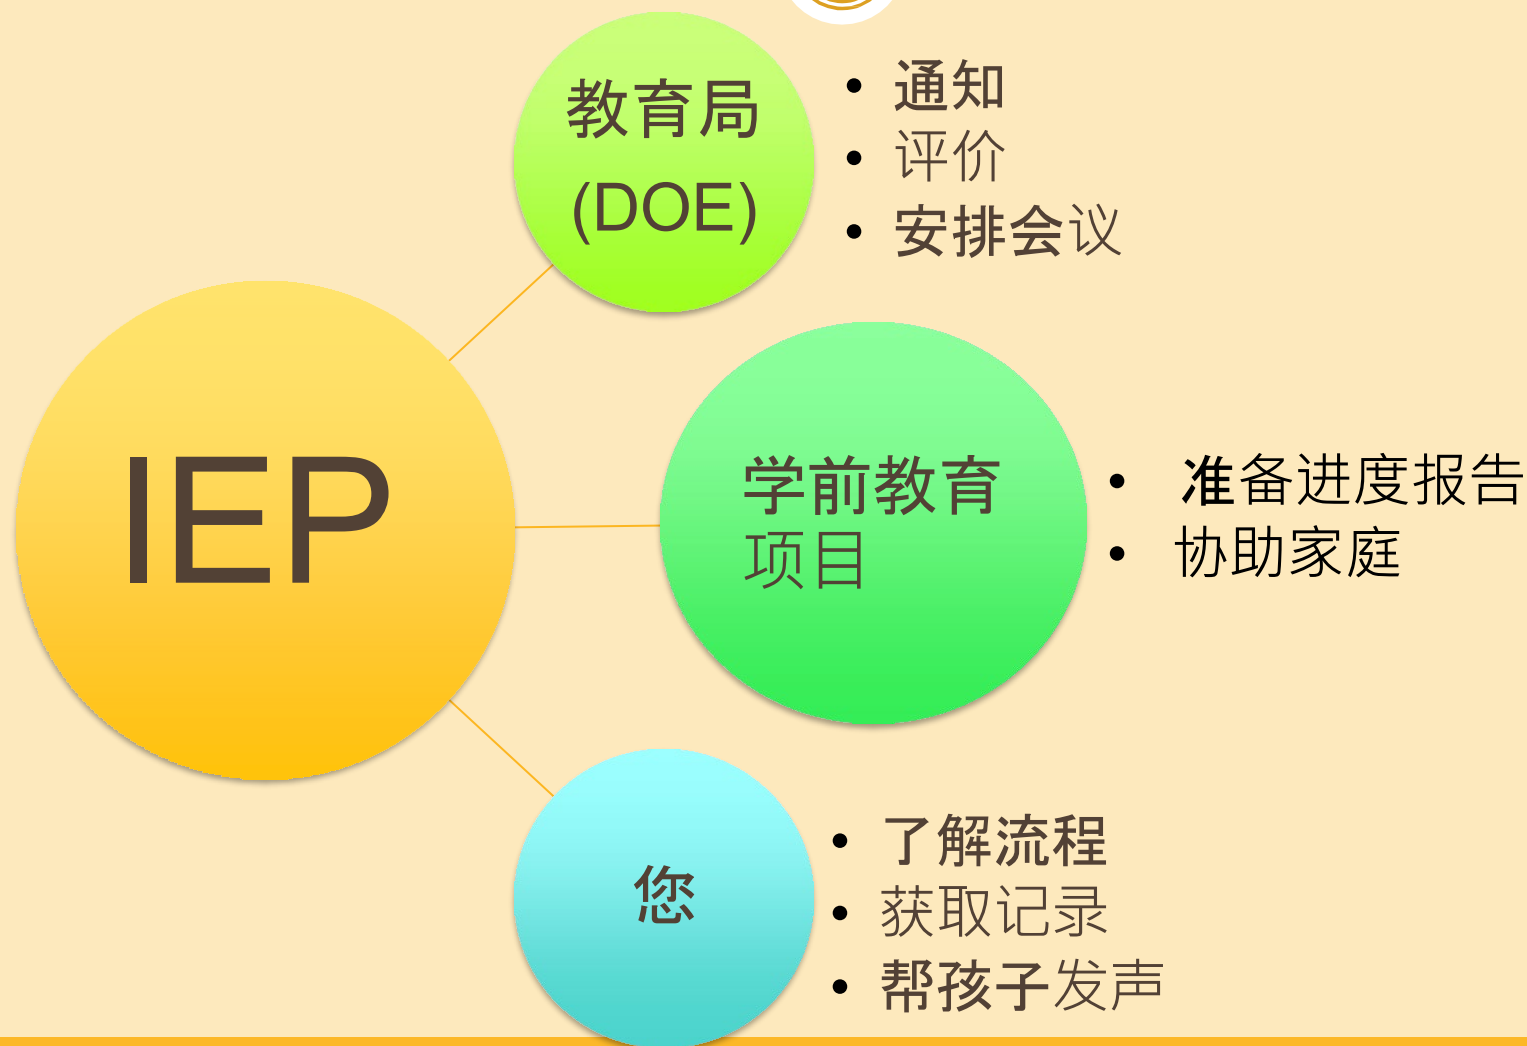 教育局
(DOE)
• 通知
• 评价
• 安排会议
IEP
学前教育
项目
• 准备进度报告
• 协助家庭
您
• 了解流程
• 获取记录
• 帮孩子发声